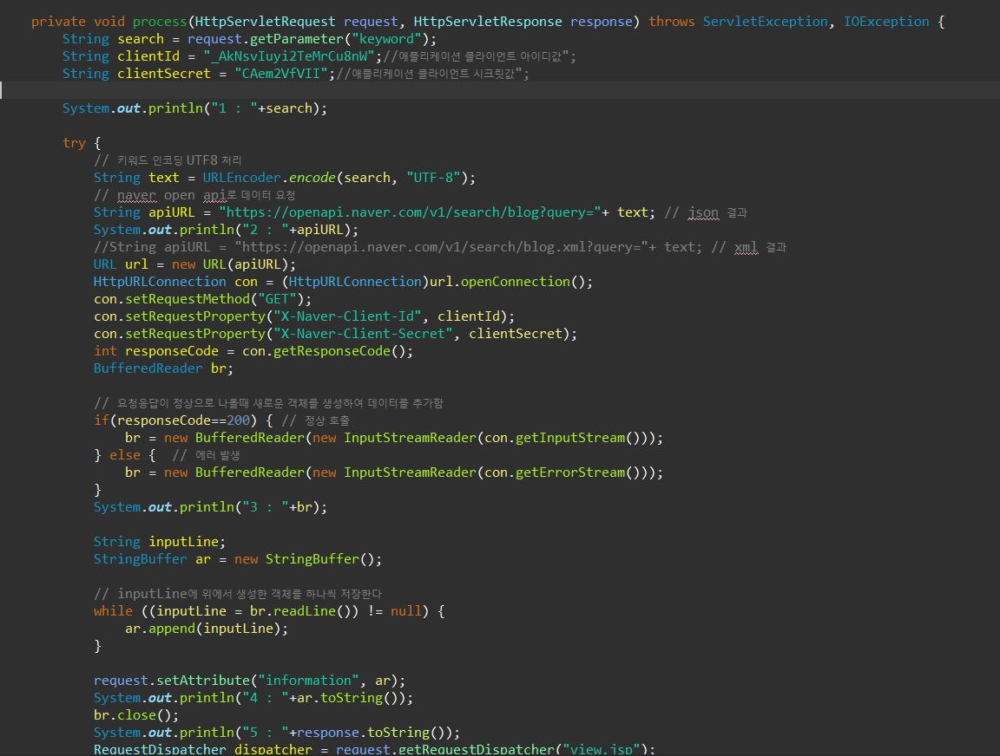 private void process(HttpServletRequest request, HttpServletResponse response) throws ServletException, IOException {
String search = request.getParameter("keyword");
String clientId = "_AkNsvIuyi2TeMrCu8nW";//애플리케이션 클라이언트 아이디값";
String clientSecret = "CAem2VfVII";//애플리케이션 클라이언트 시크릿값";
System.out.println("1 : "+search);
try {
// 키워드 인코딩 UTF8 처리
String text = URLEncoder.encode(search, "UTF-8");
// naver open api로 데이터 요청
String apiURL = "https://openapi.naver.com/v1/search/blog?query="+ text; // json 결과
System.out.println("2 : "+apiURL);
//String apiURL = "https://openapi.naver.com/v1/search/blog.xml?query="+ text; // xml 결과
URL url = new URL(apiURL);
HttpURLConnection con = (HttpURLConnection)url.openConnection();
con.setRequestMethod("GET");
con.setRequestProperty("X-Naver-Client-Id", clientId);
con.setRequestProperty("X-Naver-Client-Secret", clientSecret);
int responseCode = con.getResponseCode();
BufferedReader br;
// 요청응답이 정상으로 나올때 새로운 객체를 생성하여 데이터를 추가함
if(responseCode==200) { // 정상 호출
br = new BufferedReader(new InputStreamReader(con.getInputStream()));
} else {  // 에러 발생
br = new BufferedReader(new InputStreamReader(con.getErrorStream()));
}
System.out.println("3 : "+br);
String inputLine;
StringBuffer ar = new StringBuffer();
// inputLine에 위에서 생성한 객체를 하나씩 저장한다
while ((inputLine = br.readLine()) != null) {
ar.append(inputLine);
}
request.setAttribute("information", ar);
System.out.println("4 : "+ar.toString());
br.close();
System.out.println("5 : "+response.toString());
RequestDispatcher dispatcher = request.getRequestDispatcher("view.jsp");